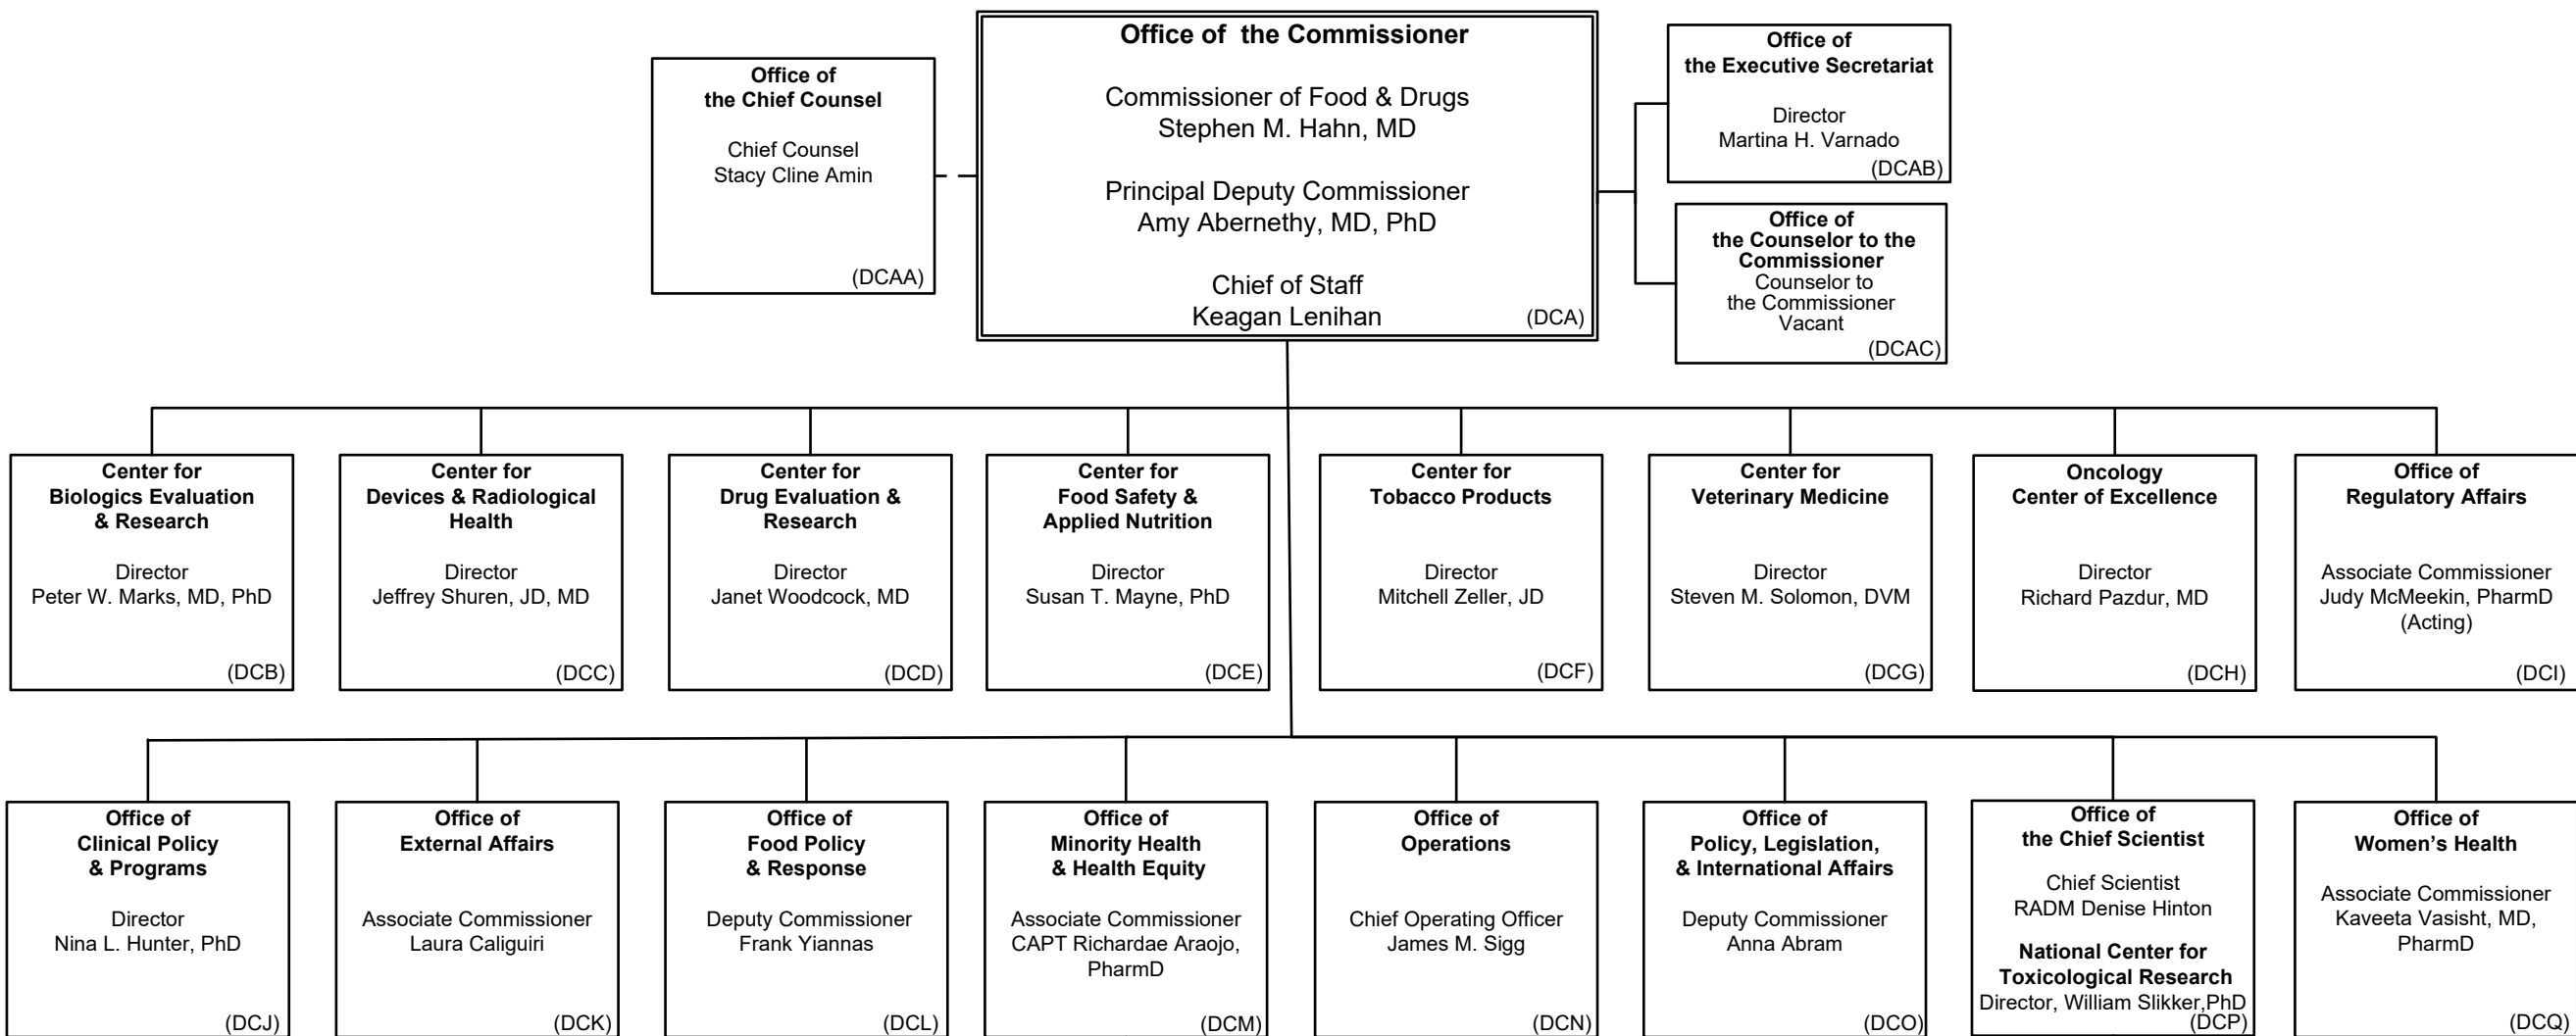 Office of the Commissioner
Commissioner of Food & Drugs
Stephen M. Hahn, MD
Principal Deputy Commissioner
Amy Abernethy, MD, PhD
Chief of Staff
Keagan Lenihan
(DCA)
Office of
the Chief Counsel
Chief Counsel
Stacy Cline Amin
(DCAA)
Office of
the Executive Secretariat
Director
Martina H. Varnado
(DCAB)
Office of
the Counselor to the
Commissioner
Counselor to
the Commissioner
Vacant
(DCAC)
Center for
Biologics Evaluation
& Research
Director
Peter W. Marks, MD, PhD
(DCB)
Center for
Devices & Radiological
Health
Director
Jeffrey Shuren, JD, MD
(DCC)
Center for
Drug Evaluation &
Research
Director
Janet Woodcock, MD
(DCD)
Center for
Food Safety &
Applied Nutrition
Director
Susan T. Mayne, PhD
(DCE)
Center for
Tobacco Products
Director
Mitchell Zeller, JD
(DCF)
Center for
Veterinary Medicine
Director
Steven M. Solomon, DVM
(DCG)
Oncology
Center of Excellence
Director
Richard Pazdur, MD
(DCH)
Office of
Regulatory Affairs
Associate Commissioner
Judy McMeekin, PharmD
(Acting)
(DCI)
Office of
Clinical Policy
& Programs
Director
Nina L. Hunter, PhD
(DCJ)
Office of
External Affairs
Associate Commissioner
Laura Caliguiri
(DCK)
Office of
Food Policy
& Response
Deputy Commissioner
Frank Yiannas
(DCL)
Office of
Minority Health
& Health Equity
Associate Commissioner
CAPT Richardae Araojo,
PharmD
(DCM)
Office of
Operations
Chief Operating Officer
James M. Sigg
(DCN)
Office of
Policy, Legislation,
& International Affairs
Deputy Commissioner
Anna Abram
(DCO)
Office of
the Chief Scientist
Chief Scientist
RADM Denise Hinton
National Center for
Toxicological Research
Director, William Slikker,PhD
(DCP)
Office of
Women’s Health
Associate Commissioner
Kaveeta Vasisht, MD,
PharmD
(DCQ)